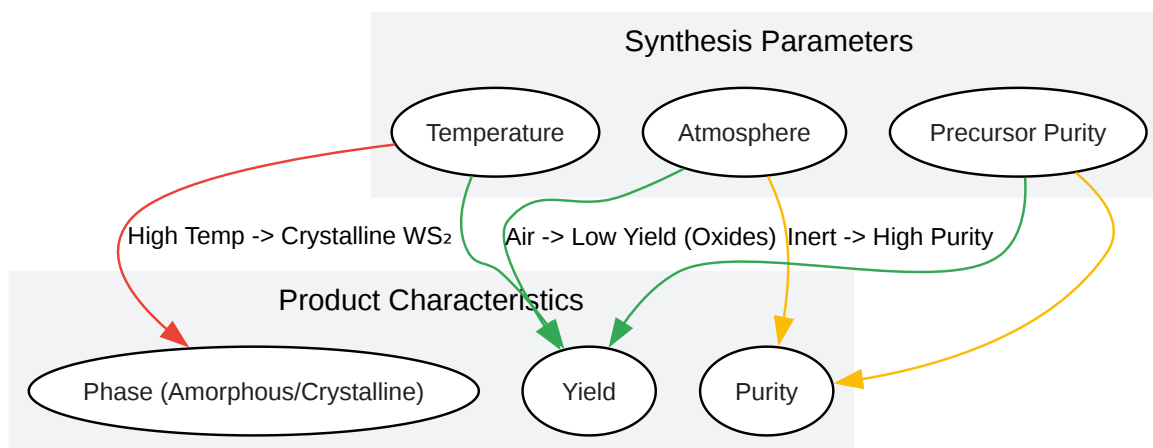 Synthesis Parameters
Temperature
Atmosphere
Precursor Purity
High Temp -> Crystalline WS₂
Air -> Low Yield (Oxides)
Inert -> High Purity
Product Characteristics
Phase (Amorphous/Crystalline)
Yield
Purity